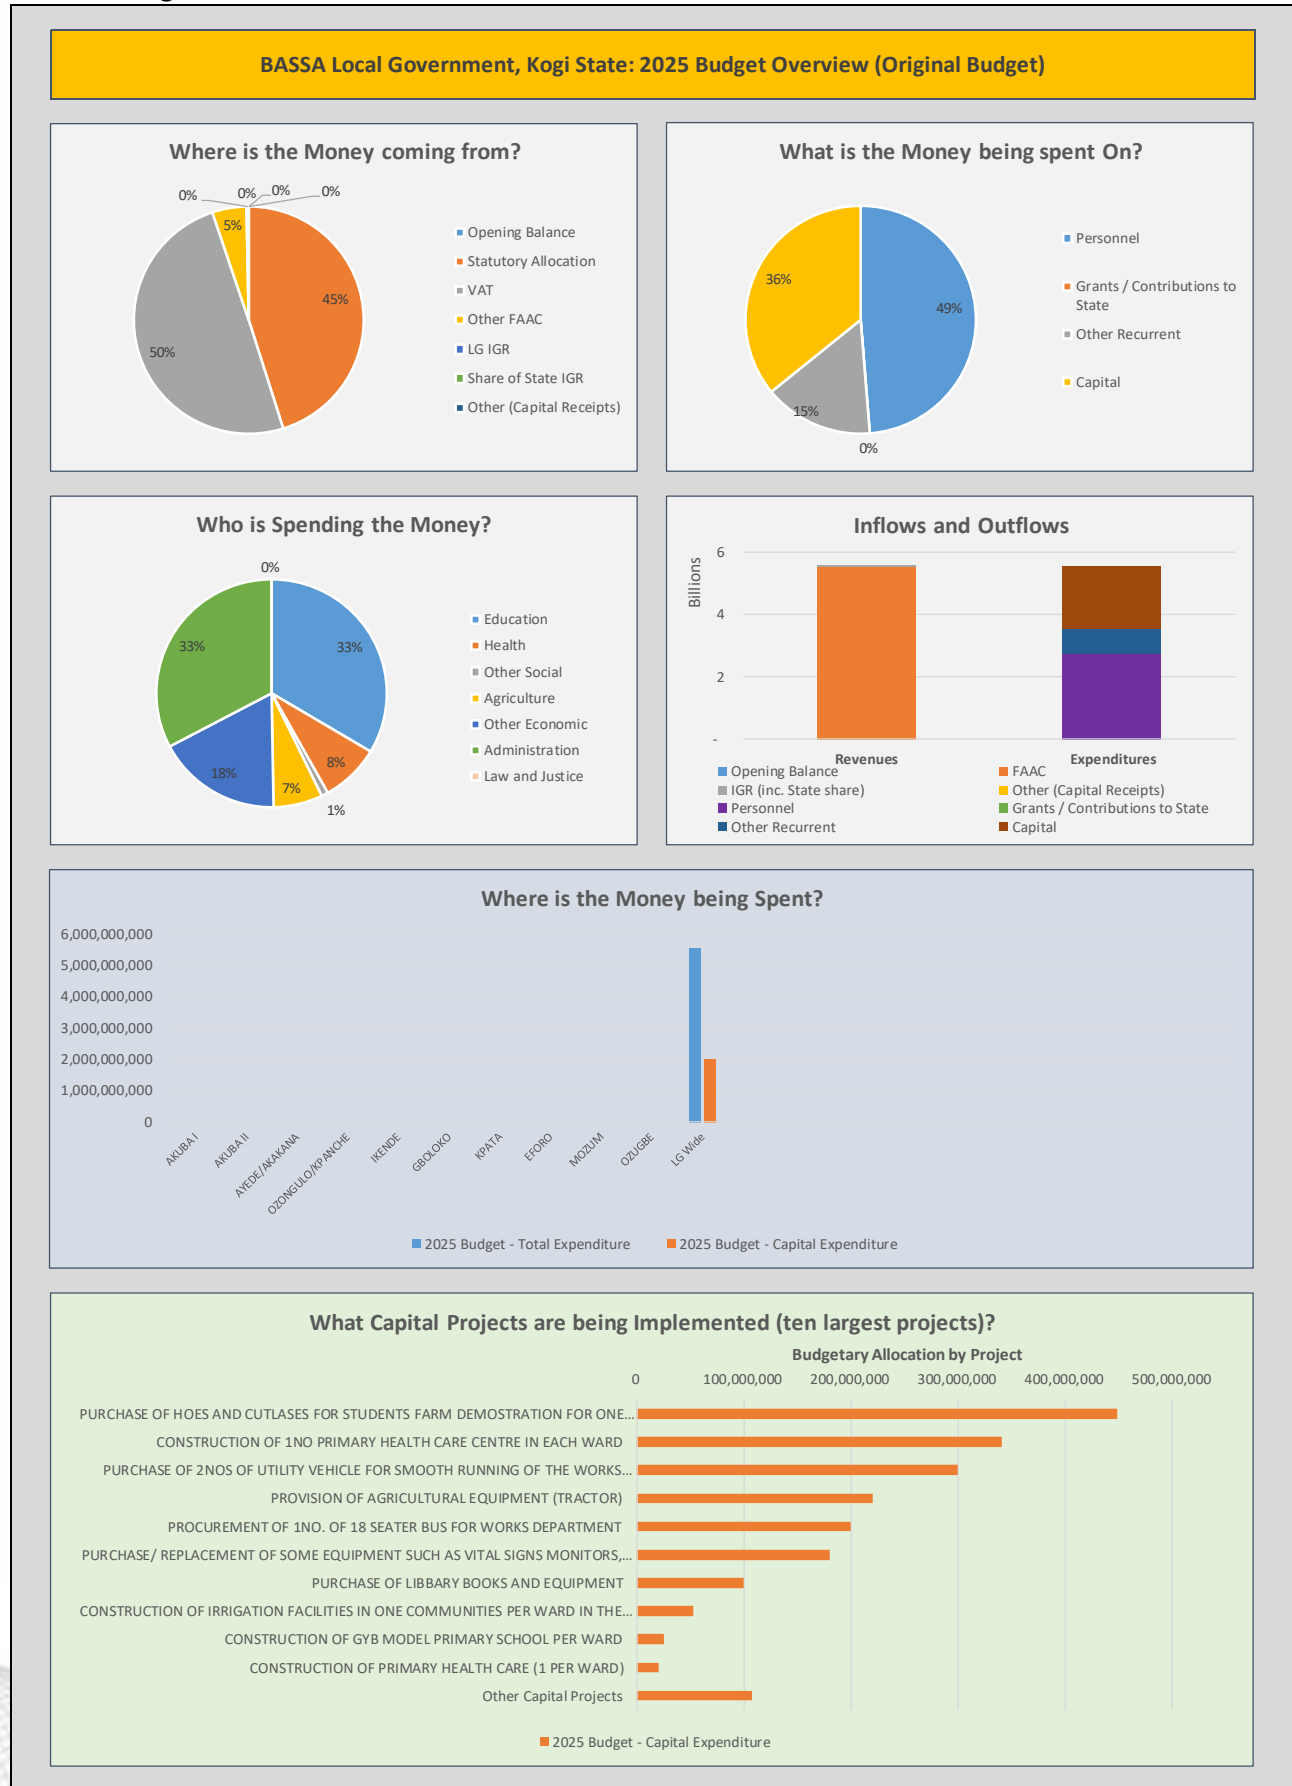 BASSA Local Government, Kogi State: 2025 Budget Overview (Original Budget)
Where is the Money coming from?
0%
0%
0%
0%
5%
45%
50%
Opening Balance
Statutory Allocation
VAT
Other FAAC
LG IGR
Share of State IGR
Other (Capital Receipts)
What is the Money being spent On?
36%
49%
15%
0%
Personnel
Grants / Contributions to
State
Other Recurrent
Capital
Who is Spending the Money?
0%
33%
33%
18%
8%
7%
1%
Education
Health
Other Social
Agriculture
Other Economic
Administration
Law and Justice
Inflows and Outflows
Billions
6
4
2
-
Revenues
Expenditures
Opening Balance
FAAC
IGR (inc. State share)
Other (Capital Receipts)
Personnel
Grants / Contributions to State
Other Recurrent
Capital
Where is the Money being Spent?
6,000,000,000
5,000,000,000
4,000,000,000
3,000,000,000
2,000,000,000
1,000,000,000
0
AKUBA I
AKUBA II
AYEDE/AKAKANA
OZONGULO/KPANCHE
IKENDE
GBOLOKO
KPATA
EFORO
MOZUM
OZUGBE
LG Wide
2025 Budget - Total Expenditure
2025 Budget - Capital Expenditure
What Capital Projects are being Implemented (ten largest projects)?
Budgetary Allocation by Project
0
100,000,000
200,000,000
300,000,000
400,000,000
500,000,000
PURCHASE OF HOES AND CUTLASES FOR STUDENTS FARM DEMOSTRATION FOR ONE...
CONSTRUCTION OF 1NO PRIMARY HEALTH CARE CENTRE IN EACH WARD
PURCHASE OF 2NOS OF UTILITY VEHICLE FOR SMOOTH RUNNING OF THE WORKS...
PROVISION OF AGRICULTURAL EQUIPMENT (TRACTOR)
PROCUREMENT OF 1NO. OF 18 SEATER BUS FOR WORKS DEPARTMENT
PURCHASE/ REPLACEMENT OF SOME EQUIPMENT SUCH AS VITAL SIGNS MONITORS,...
PURCHASE OF LIBBARY BOOKS AND EQUIPMENT
CONSTRUCTION OF IRRIGATION FACILITIES IN ONE COMMUNITIES PER WARD IN THE...
CONSTRUCTION OF GYB MODEL PRIMARY SCHOOL PER WARD
CONSTRUCTION OF PRIMARY HEALTH CARE (1 PER WARD)
Other Capital Projects
2025 Budget - Capital Expenditure